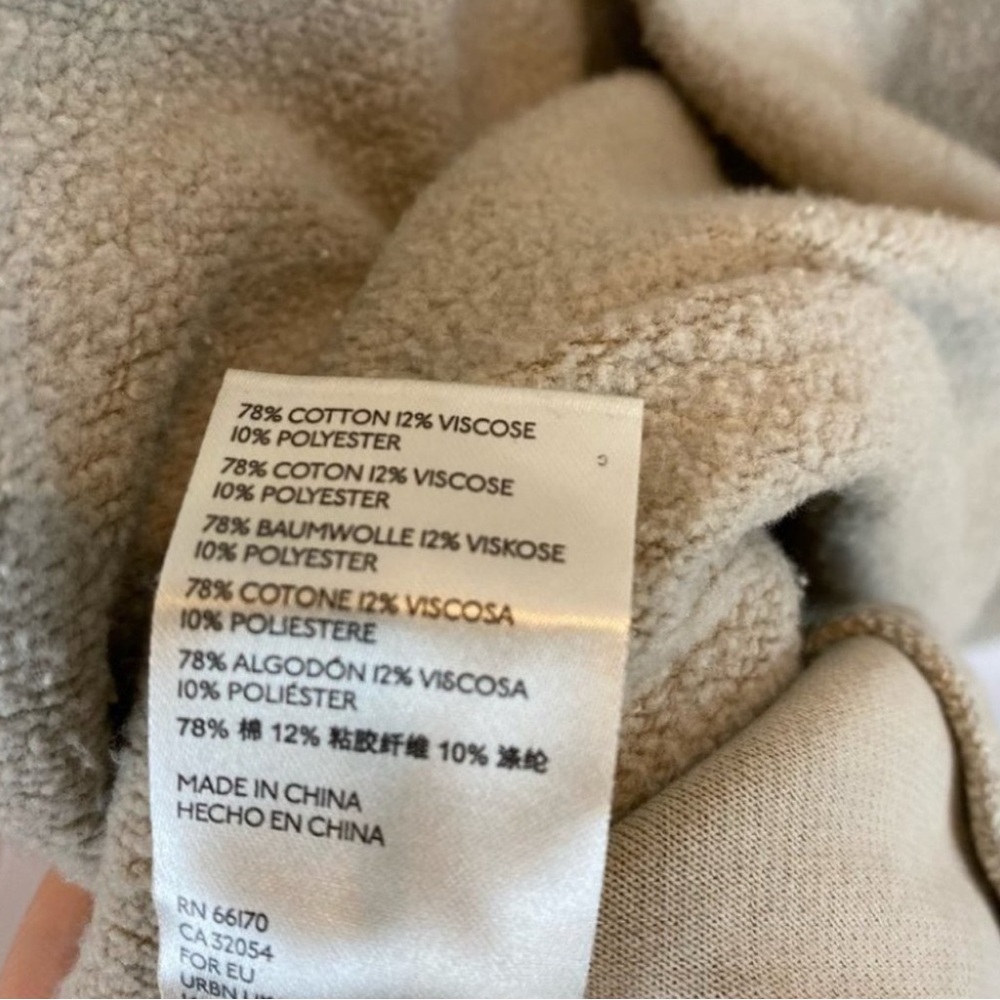 78% COTTON 12% VISCOSE
10% POLYESTER
78% COTON 12% VISCOSE
10% POLYESTER
78% BAUMWOLLE 12% VISKOSE
10% POLYESTER
78% COTONE 12% VISCOSA
10% POLIESTERE
78% ALGODÓN 12% VISCOSA
10% POLIÉSTER
78% 棉 12% 粘胶纤维 10% 涤纶
MADE IN CHINA
HECHO EN CHINA
RN 66170
CA 32054
FOR EU
URBN UK